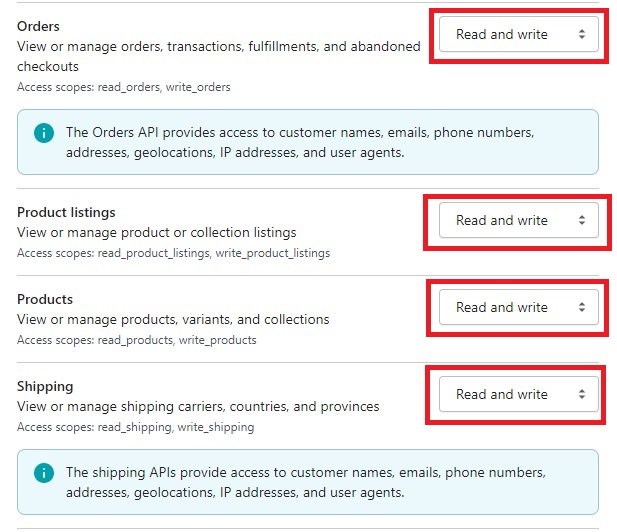 Orders
Read and write
View or manage orders, transactions, fulfillments, and abandoned
checkouts
Access scopes: read_orders, write_orders
The Orders API provides access to customer names, emails, phone numbers,
addresses, geolocations, IP addresses, and user agents.
Product listings
Read and write
View or manage product or collection listings
Access scopes: read_product_listings, write_product_listings
Products
Read and write
View or manage products, variants, and collections
Access scopes: read_products, write_products
Shipping
Read and write
View or manage shipping carriers, countries, and provinces
Access scopes: read_shipping, write_shipping
The shipping APIs provide access to customer names, emails, phone numbers,
addresses, geolocations, IP addresses, and user agents.